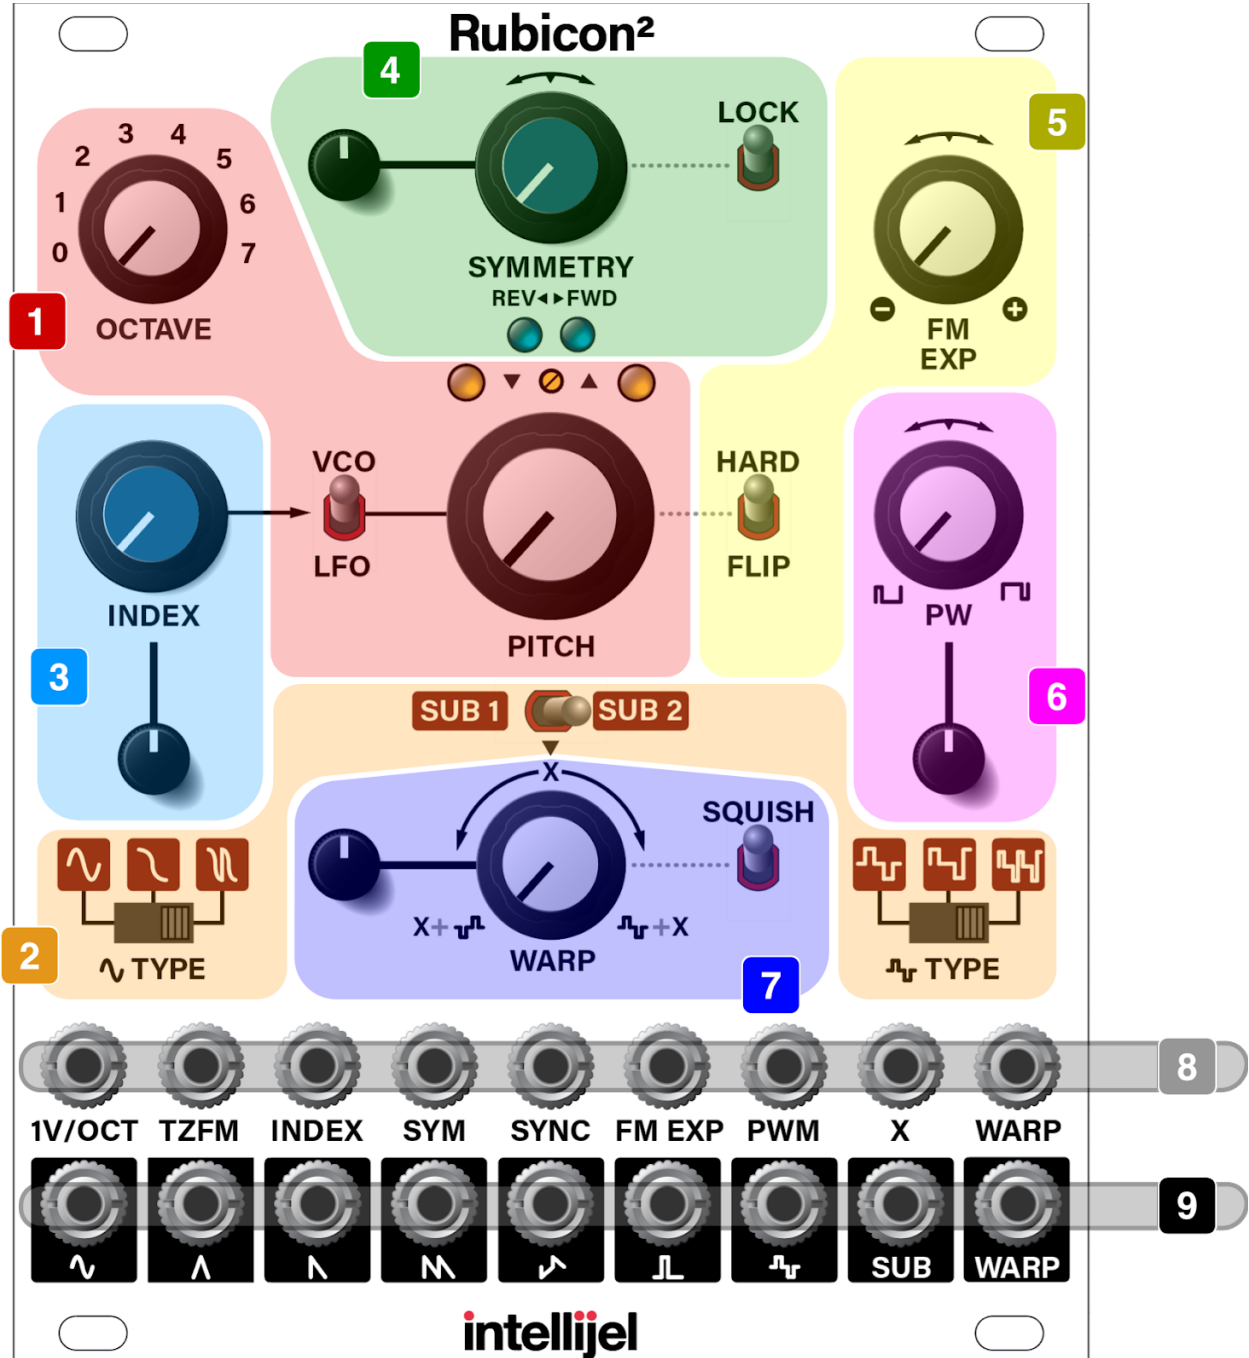 Rubicon²
4
LOCK
5
3 4
2 5
1 6
0 7
OCTAVE
1
SYMMETRY
REV FWD
FM
EXP
VCO
LFO
HARD
FLIP
INDEX
PITCH
PW
3
6
SUB 1 SUB 2
X
SQUISH
X+ +X
WARP
2
TYPE
TYPE
7
8
1V/OCT TZFM INDEX SYM SYNC FM EXP PWM X WARP
9
SUB WARP
intellijel